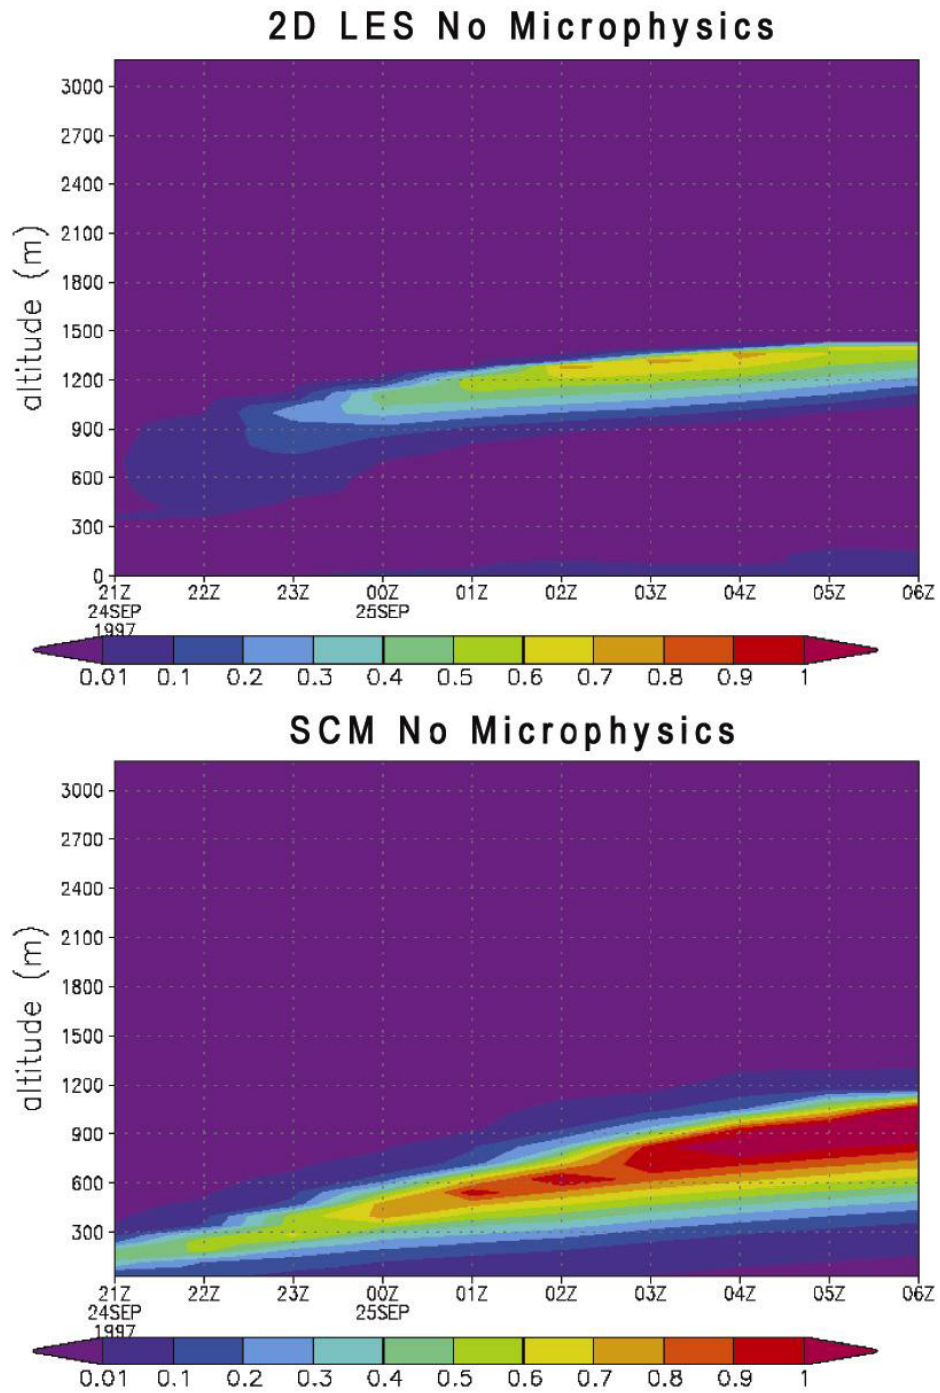 2D LES No Microphysics
altitude (m)
3000
2700
2400
2100
1800
1500
1200
900
600
300
0
21Z 22Z 23Z 00Z 01Z 02Z 03Z 04Z 05Z 06Z
24SEP 25SEP
1997
0.01 0.1 0.2 0.3 0.4 0.5 0.6 0.7 0.8 0.9 1
SCM No Microphysics
altitude (m)
3000
2700
2400
2100
1800
1500
1200
900
600
300
21Z 22Z 23Z 00Z 01Z 02Z 03Z 04Z 05Z 06Z
24SEP 25SEP
1997
0.01 0.1 0.2 0.3 0.4 0.5 0.6 0.7 0.8 0.9 1